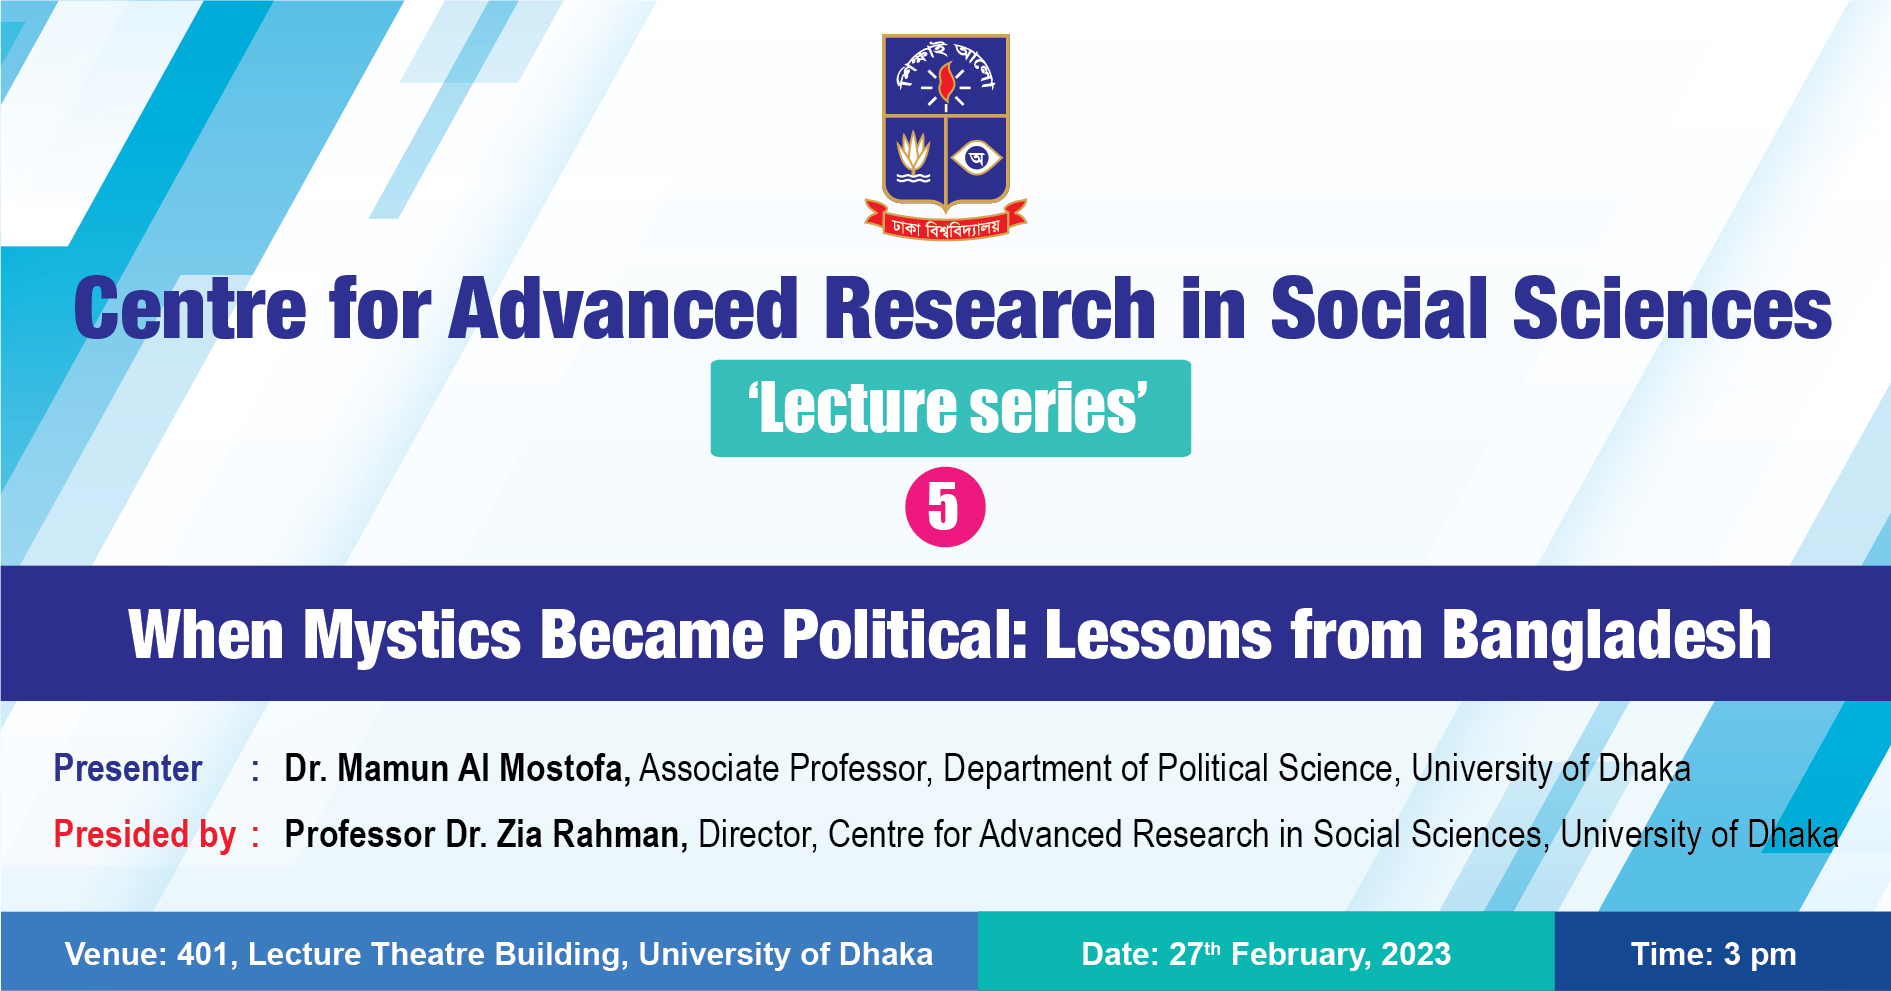 শিক্ষাই আলো
অ
ঢাকা বিশ্ববিদ্যালয়
Centre for Advanced Research in Social Sciences
‘Lecture series’
5
When Mystics Became Political: Lessons from Bangladesh
Presenter : Dr. Mamun Al Mostofa, Associate Professor, Department of Political Science, University of Dhaka
Presided by : Professor Dr. Zia Rahman, Director, Centre for Advanced Research in Social Sciences, University of Dhaka
Venue: 401, Lecture Theatre Building, University of Dhaka Date: 27th February, 2023 Time: 3 pm